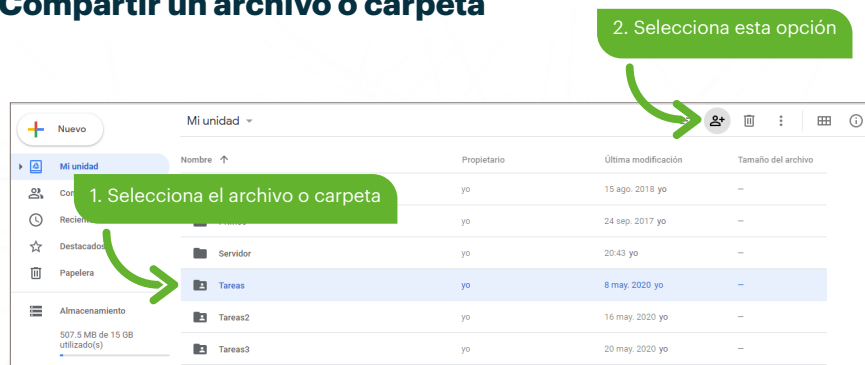 Compartir un archivo o carpeta
2. Selecciona esta opción
Nuevo
Mi unidad
Nombre
Propietario
Última modificación
Tamaño del archivo
Mi unidad
yo
15 ago. 2018 yo
–
1. Selecciona el archivo o carpeta
Recien
yo
24 sep. 2017 yo
–
Destacados
Servidor
yo
20:43 yo
–
Papelera
Tareas
yo
8 may. 2020 yo
–
Almacenamiento
Tareas2
yo
16 may. 2020 yo
–
507.5 MB de 15 GB
utilizado(s)
Tareas3
yo
20 may. 2020 yo
–